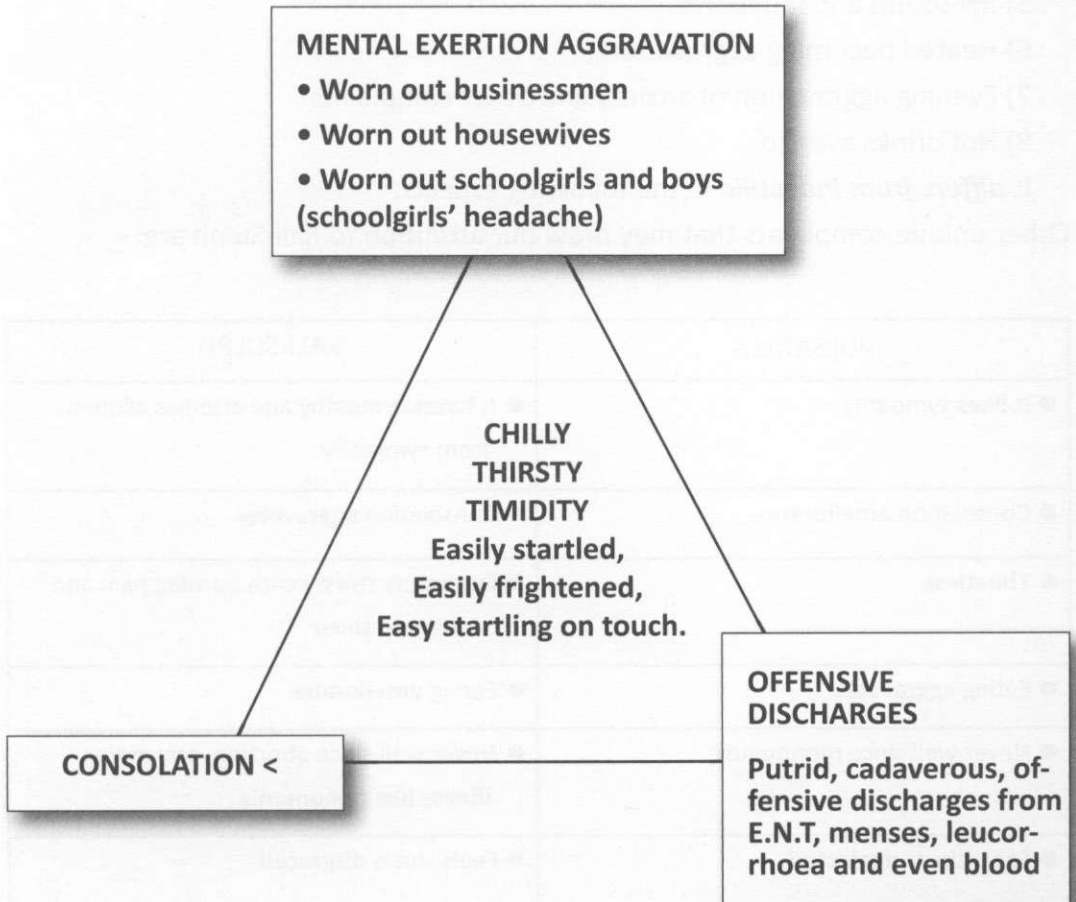 MENTAL EXERTION AGGRAVATION
• Worn out businessmen
• Worn out housewives
• Worn out schoolgirls and boys
(schoolgirls' headache)
CHILLY
THIRSTY
TIMIDITY
Easily startled,
Easily frightened,
Easy startling on touch.
CONSOLATION <
OFFENSIVE
DISCHARGES
Putrid, cadaverous, of-
fensive discharges from
E.N.T, menses, leucor-
rhoea and even blood